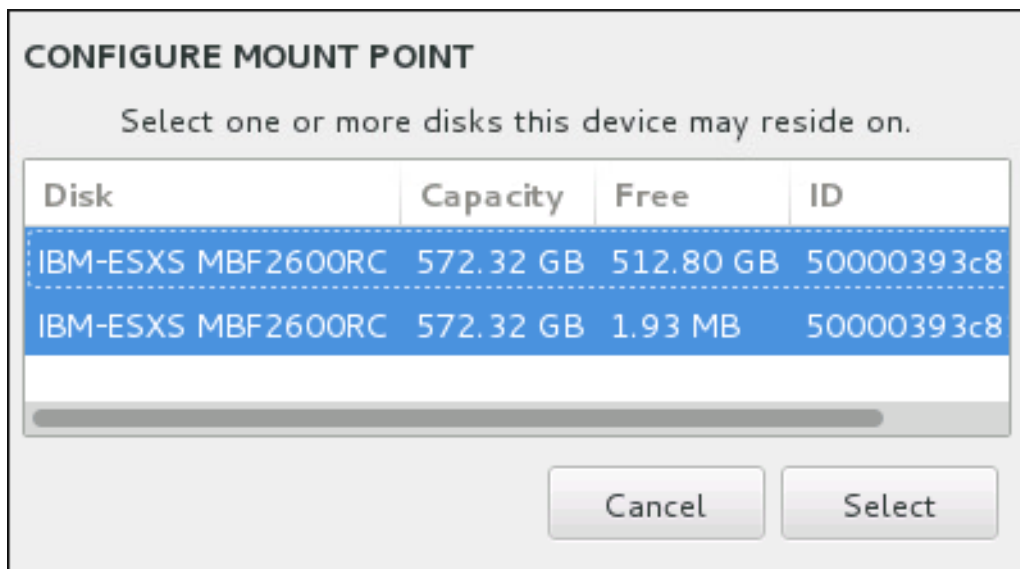 CONFIGURE MOUNT POINT
Select one or more disks this device may reside on.
Disk Capacity Free ID
IBM-ESXS MBF2600RC 572.32 GB 512.80 GB 50000393c8
IBM-ESXS MBF2600RC 572.32 GB 1.93 MB 50000393c8
Cancel Select